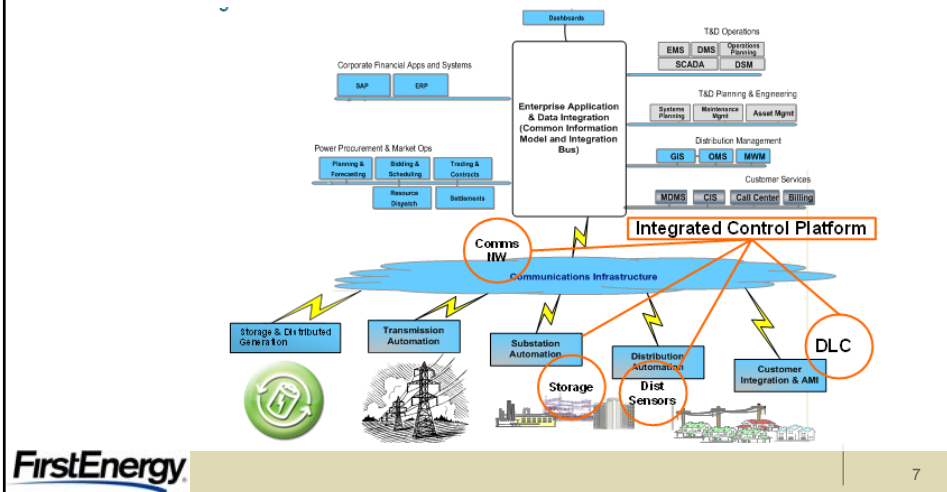 Dashboards
T&D Operations
EMS
DMS
Operations
Planning
SCADA
DSM
Corporate Financial Apps and Systems
SAP
ERP
T&D Planning & Engineering
Systems
Planning
Maintenance
Mgmt
Asset Mgmt
Enterprise Application
& Data Integration
(Common Information
Model and Integration
Bus)
Distribution Management
GIS
OMS
MWM
Power Procurement & Market Ops
Planning &
Forecasting
Bidding &
Scheduling
Trading &
Contracts
Resource
Dispatch
Settlements
Customer Services
MDMS
CIS
Call Center
Billing
Integrated Control Platform
Comms
NW
Communications Infrastructure
Storage & Distributed
Generation
Transmission
Automation
Substation
Automation
Distribution
Automation
Customer
Integration & AMI
DLC
Storage
Dist
Sensors
FirstEnergy.
7